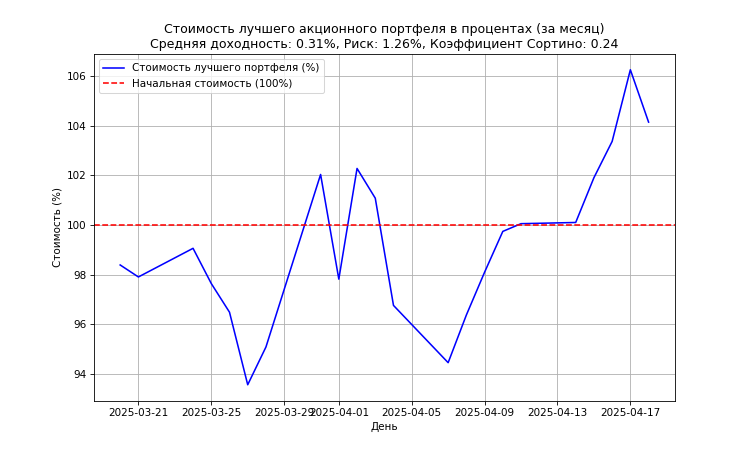 Стоимость лучшего акционного портфеля в процентах (за месяц)
Средняя доходность: 0.31%, Риск: 1.26%, Коэффициент Сортино: 0.24
Стоимость лучшего портфеля (%)
Начальная стоимость (100%)
Стоимость (%)
106
104
102
100
98
96
94
2025-03-21
2025-03-25
2025-03-29
2025-04-01
2025-04-05
2025-04-09
2025-04-13
2025-04-17
День